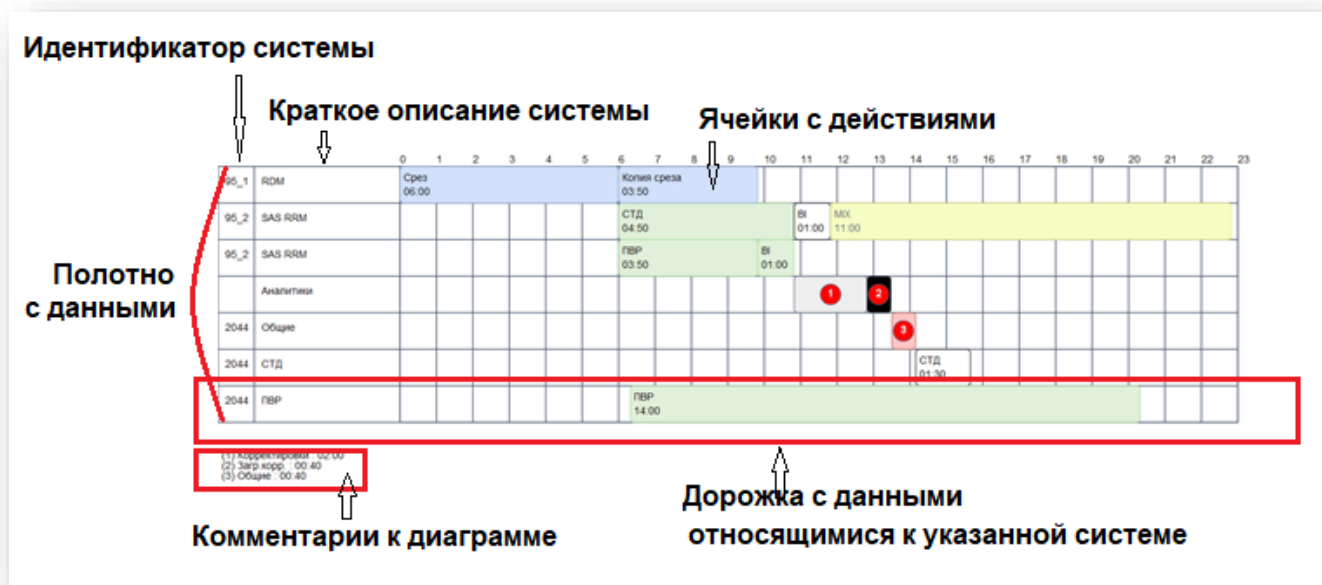 Идентификатор системы
Краткое описание системы
Ячейки с действиями
0 1 2 3 4 5 6 7 8 9 10 11 12 13 14 15 16 17 18 19 20 21 22 23
95_1 RDM Срез Копия среза
06:00 03:50
95_2 SAS RRM СТД BI MIX
04:50 01:00 11:00
95_2 SAS RRM ПВР BI
03:50 01:00
Полотно
с данными
Аналитики 1 2
2044 Общие 3
2044 СТД СТД
01:30
2044 ПВР ПВР
14:00
(1) Корректировки : 02:00
(2) Загр.корр. : 00:40
(3) Общие : 00:40
Комментарии к диаграмме
Дорожка с данными
относящимися к указанной системе